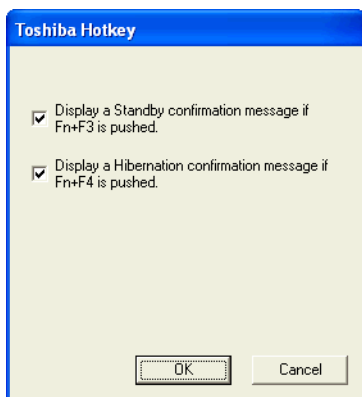 Toshiba Hotkey
Display a Standby confirmation message if
Fn+F3 is pushed.
Display a Hibernation confirmation message if
Fn+F4 is pushed.
OK
Cancel